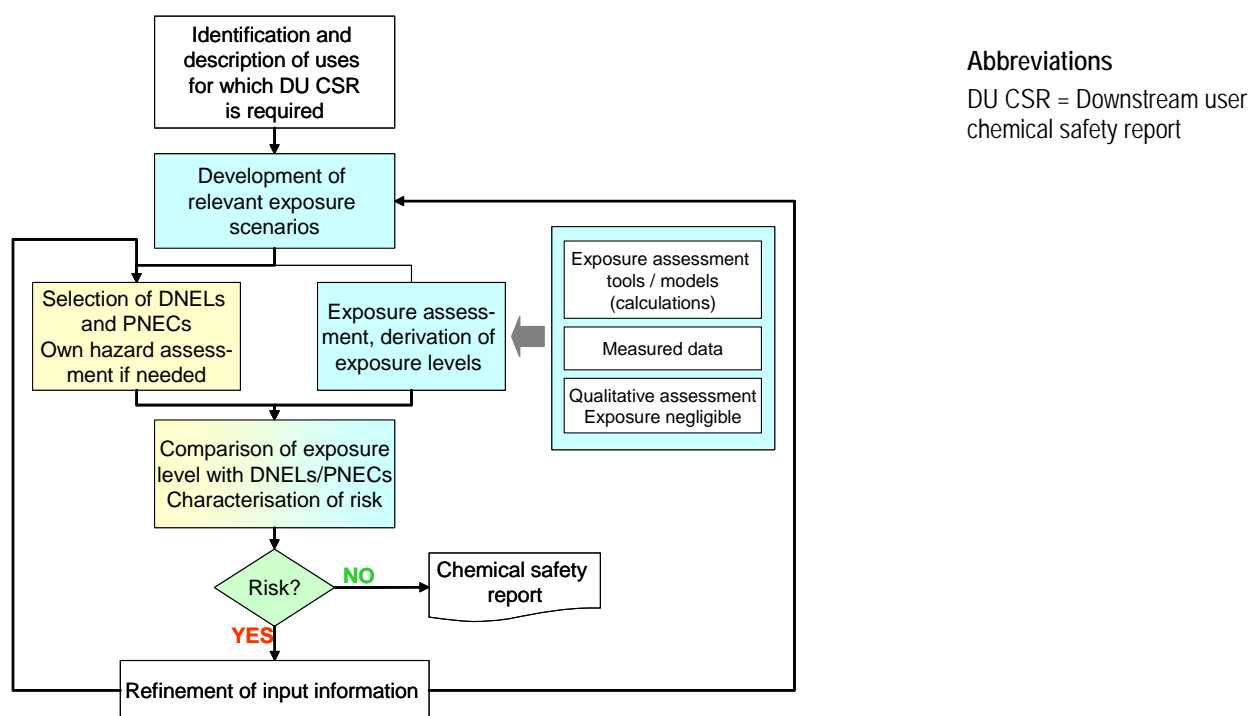 Identification and
description of uses
for which DU CSR
is required
Abbreviations
DU CSR = Downstream user
chemical safety report
Development of
relevant exposure
scenarios
Selection of DNELs
and PNECs
Own hazard assess-
ment if needed
Exposure assess-
ment, derivation of
exposure levels
Exposure assessment
tools / models
(calculations)
Measured data
Qualitative assessment
Exposure negligible
Comparison of exposure
level with DNELs/PNECs
Characterisation of risk
Risk?
NO
Chemical safety
report
YES
Refinement of input information